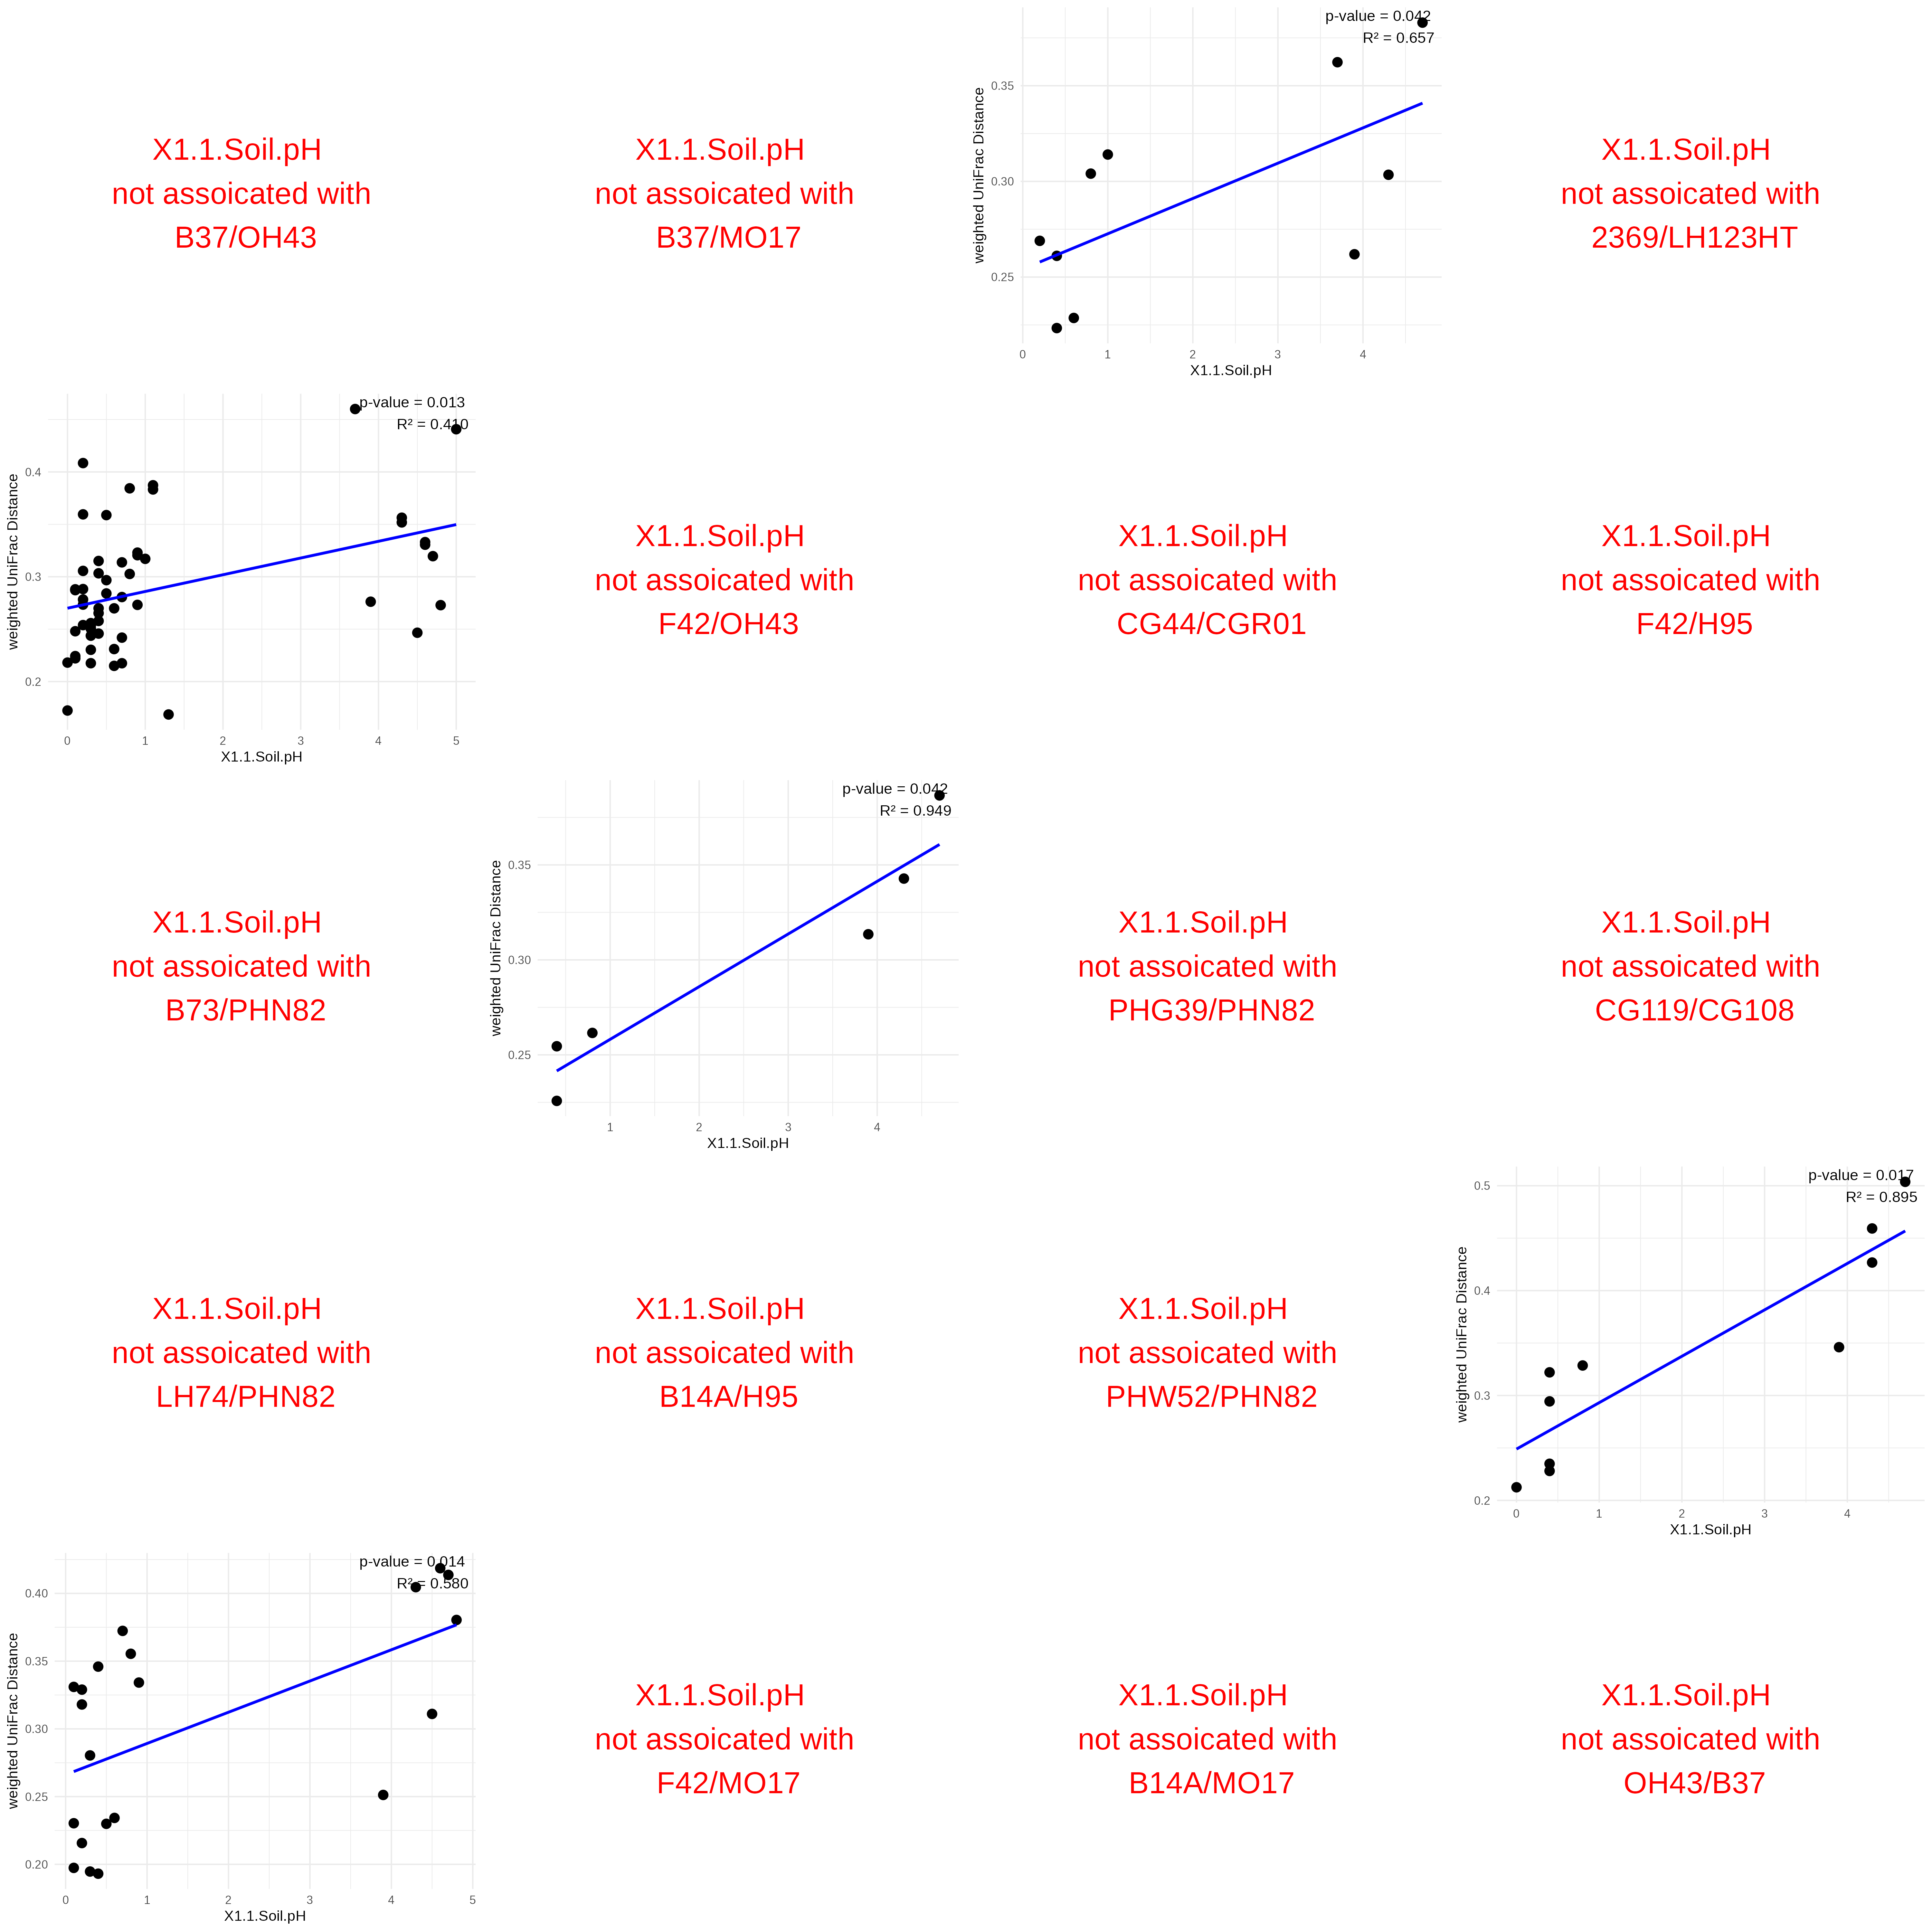 X1.1.Soil.pH
not assoicated with
B37/OH43
X1.1.Soil.pH
not assoicated with
B37/MO17
p-value = 0.042
R² = 0.657
weighted UniFrac Distance
0.35
0.30
0.25
0
1
2
3
4
X1.1.Soil.pH
X1.1.Soil.pH
not assoicated with
2369/LH123HT
p-value = 0.013
R² = 0.410
weighted UniFrac Distance
0.4
0.3
0.2
0
1
2
3
4
5
X1.1.Soil.pH
X1.1.Soil.pH
not assoicated with
F42/OH43
X1.1.Soil.pH
not assoicated with
CG44/CGR01
X1.1.Soil.pH
not assoicated with
F42/H95
X1.1.Soil.pH
not assoicated with
B73/PHN82
p-value = 0.042
R² = 0.949
weighted UniFrac Distance
0.35
0.30
0.25
1
2
3
4
X1.1.Soil.pH
X1.1.Soil.pH
not assoicated with
PHG39/PHN82
X1.1.Soil.pH
not assoicated with
CG119/CG108
X1.1.Soil.pH
not assoicated with
LH74/PHN82
X1.1.Soil.pH
not assoicated with
B14A/H95
X1.1.Soil.pH
not assoicated with
PHW52/PHN82
p-value = 0.017
R² = 0.895
weighted UniFrac Distance
0.5
0.4
0.3
0.2
0
1
2
3
4
X1.1.Soil.pH
p-value = 0.014
R² = 0.580
weighted UniFrac Distance
0.40
0.35
0.30
0.25
0.20
0
1
2
3
4
5
X1.1.Soil.pH
X1.1.Soil.pH
not assoicated with
F42/MO17
X1.1.Soil.pH
not assoicated with
B14A/MO17
X1.1.Soil.pH
not assoicated with
OH43/B37